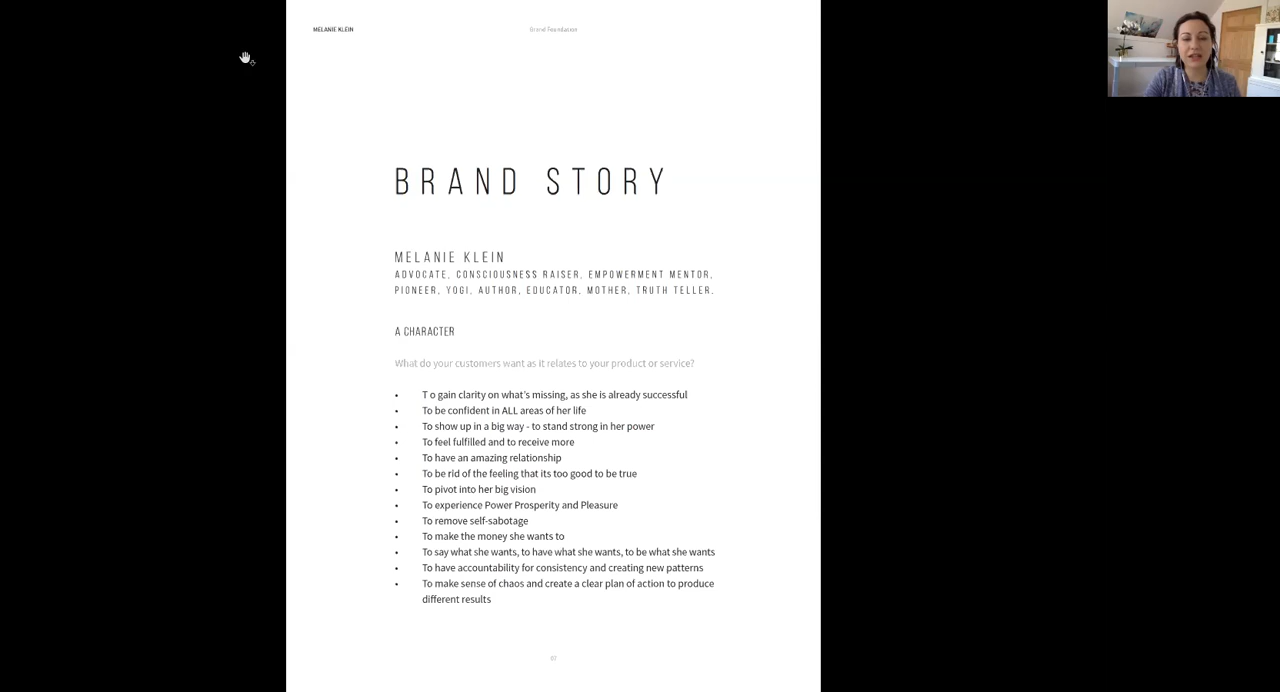 MELANIE KLEIN
Brand Foundation
BRAND STORY
MELANIE KLEIN
ADVOCATE, CONSCIOUSNESS RAISER, EMPOWERMENT MENTOR,
PIONEER, YOGI, AUTHOR, EDUCATOR, MOTHER, TRUTH TELLER.
A CHARACTER
What do your customers want as it relates to your product or service?
• T o gain clarity on what's missing, as she is already successful
• To be confident in ALL areas of her life
• To show up in a big way - to stand strong in her power
• To feel fulfilled and to receive more
• To have an amazing relationship
• To be rid of the feeling that its too good to be true
• To pivot into her big vision
• To experience Power Prosperity and Pleasure
• To remove self-sabotage
• To make the money she wants to
• To say what she wants, to have what she wants, to be what she wants
• To have accountability for consistency and creating new patterns
• To make sense of chaos and create a clear plan of action to produce
different results